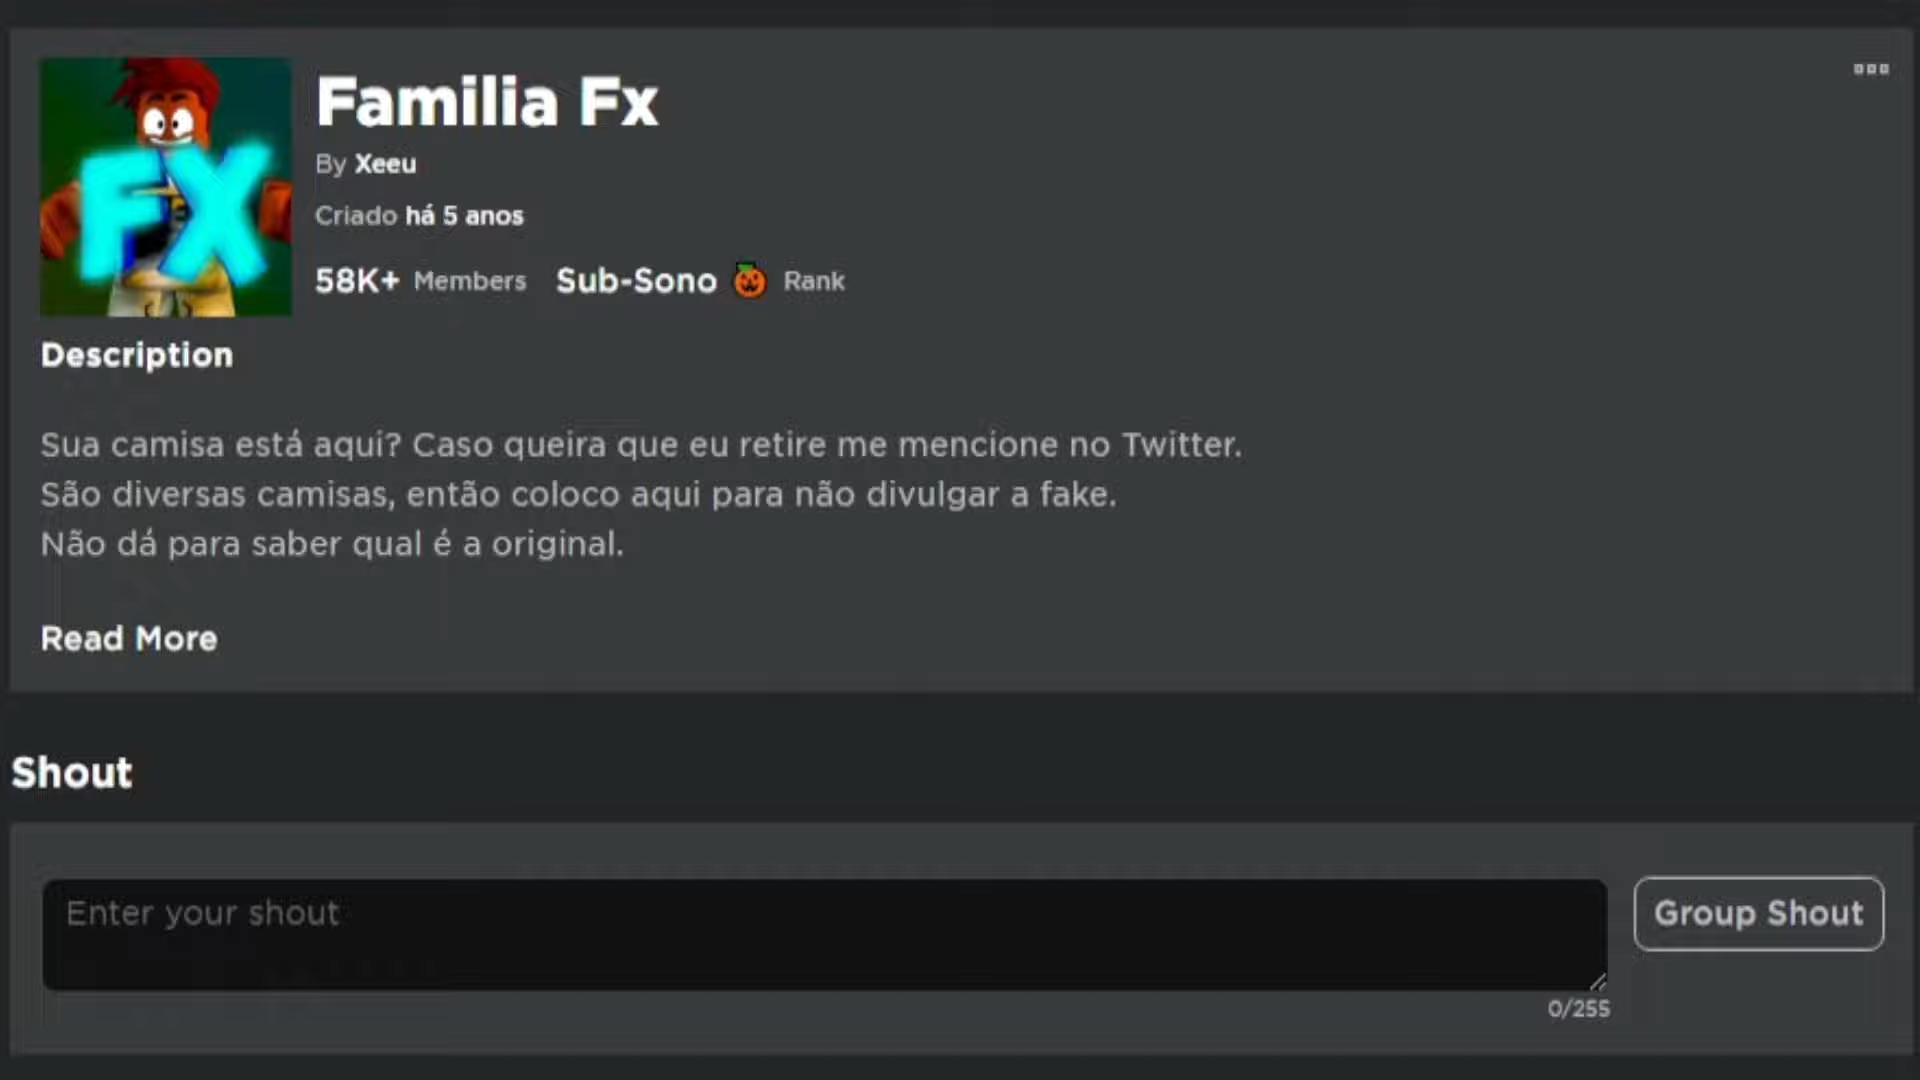 FX
Familia Fx
By Xeeu
Criado há 5 anos
58K+ Members Sub-Sono 🎃 Rank
Description
Sua camisa está aqui? Caso queira que eu retire me mencione no Twitter.
São diversas camisas, então coloco aqui para não divulgar a fake.
Não dá para saber qual é a original.
Read More
Shout
Enter your shout
Group Shout
0/255